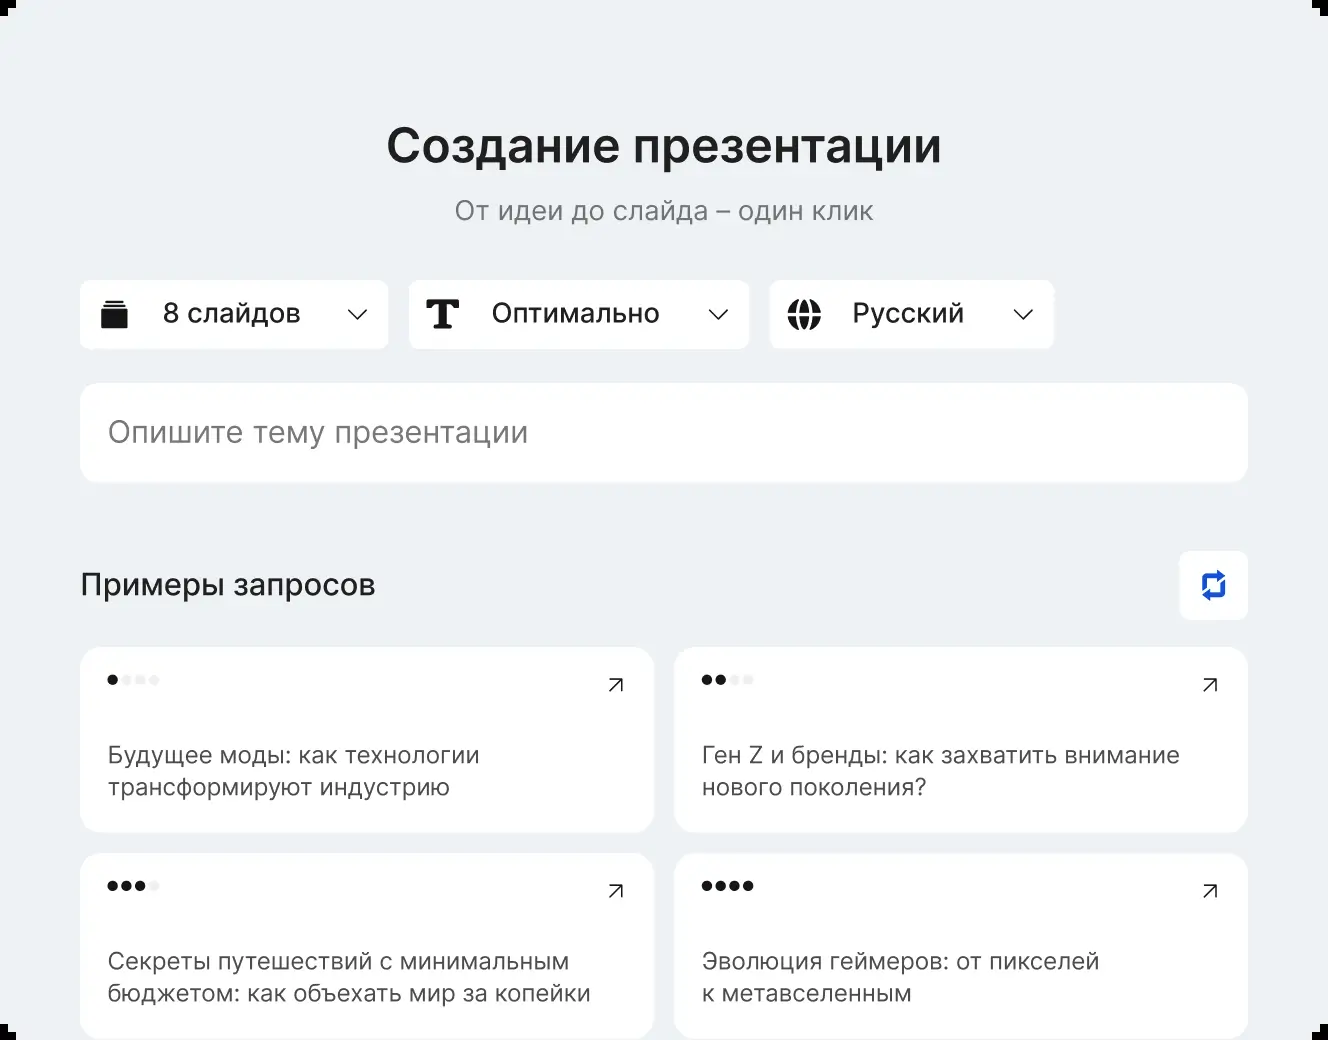 Создание презентации
От идеи до слайда – один клик
8 слайдов
Оптимально
Русский
Опишите тему презентации
Примеры запросов
Будущее моды: как технологии
трансформируют индустрию
Ген Z и бренды: как захватить внимание
нового поколения?
Секреты путешествий с минимальным
бюджетом: как объехать мир за копейки
Эволюция геймеров: от пикселей
к метавселенным